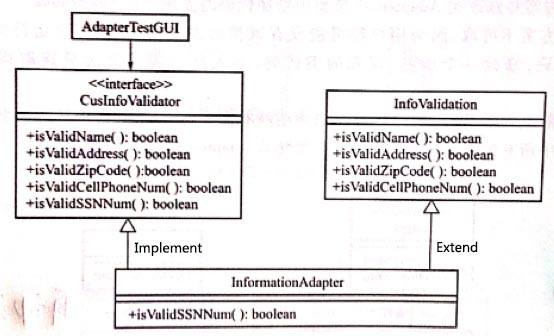 AdapterTestGUI
<<interface>>
CusInfoValidator
+isValidName( ): boolean
+isValidAddress( ): boolean
+isValidZipCode( ):boolean
+isValidCellPhoneNum( ): boolean
+isValidSSNNum( ): boolean
InfoValidation
+isValidName( ): boolean
+isValidAddress( ): boolean
+isValidZipCode( ): boolean
+isValidCellPhoneNum( ): boolean
Implement
Extend
InformationAdapter
+isValidSSNNum( ): boolean